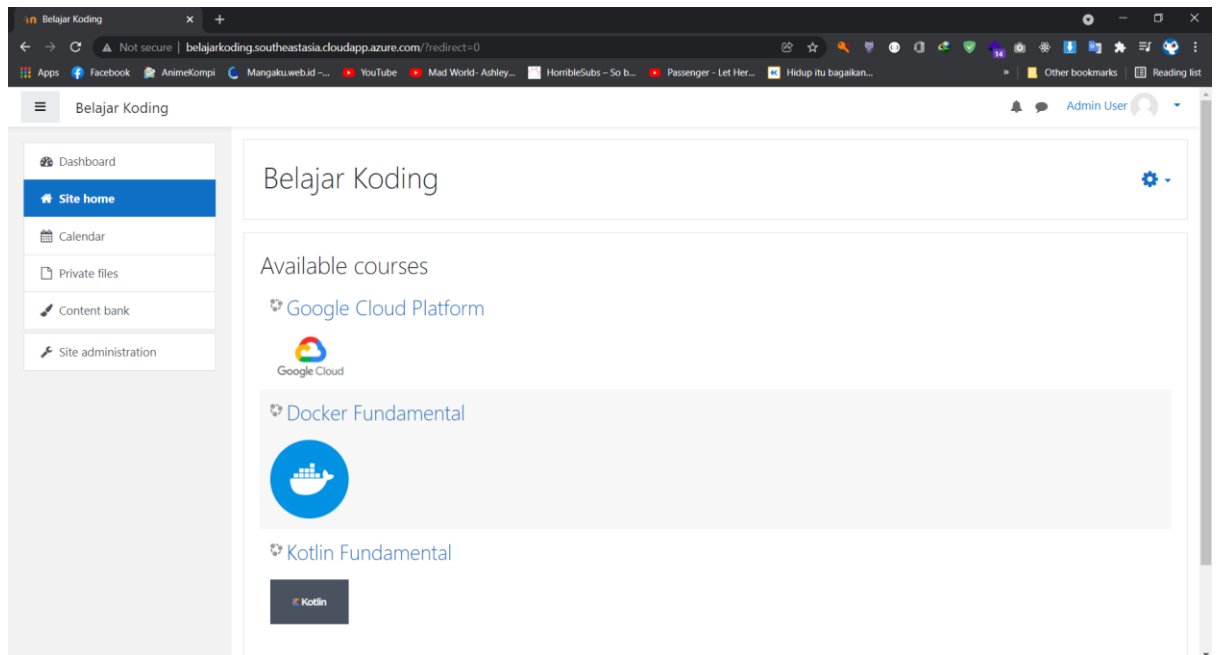 Belajar Koding
Not secure | belajarkoding.southeastasia.cloudapp.azure.com/?redirect=0
14
Apps Facebook AnimeKompi Mangaku.web.id –... YouTube Mad World- Ashley... HorribleSubs – So b... Passenger - Let Her... Hidup itu bagaikan... » Other bookmarks Reading list
Belajar Koding Admin User
Dashboard
Site home
Calendar
Private files
Content bank
Site administration
Belajar Koding
Available courses
Google Cloud Platform
Google Cloud
Docker Fundamental
Kotlin Fundamental
Kotlin